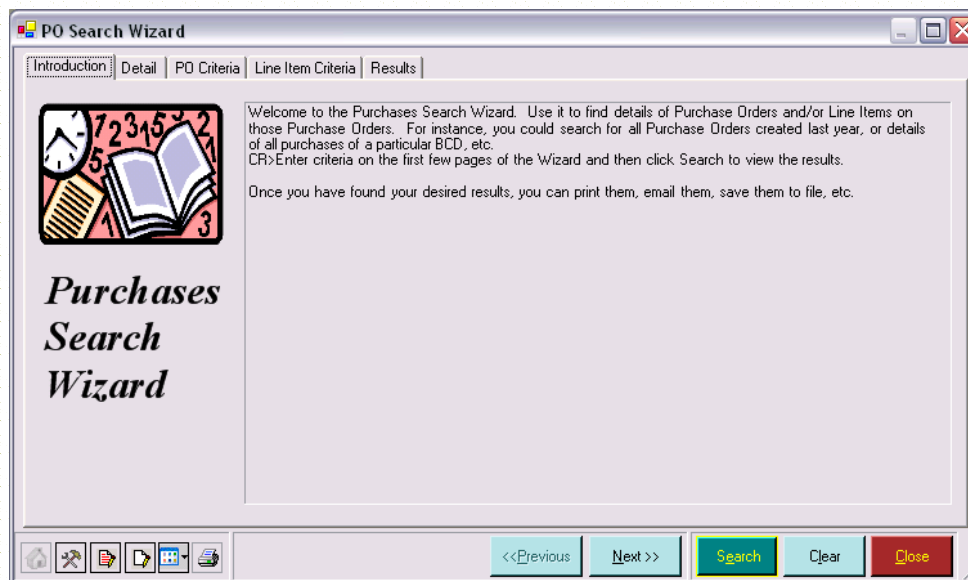 PO Search Wizard
Introduction Detail PO Criteria Line Item Criteria Results
Welcome to the Purchases Search Wizard. Use it to find details of Purchase Orders and/or Line Items on
those Purchase Orders. For instance, you could search for all Purchase Orders created last year, or details
of all purchases of a particular BCD, etc.
CR>Enter criteria on the first few pages of the Wizard and then click Search to view the results.
Once you have found your desired results, you can print them, email them, save them to file, etc.
Purchases
Search
Wizard
<<Previous Next >> Search Clear Close